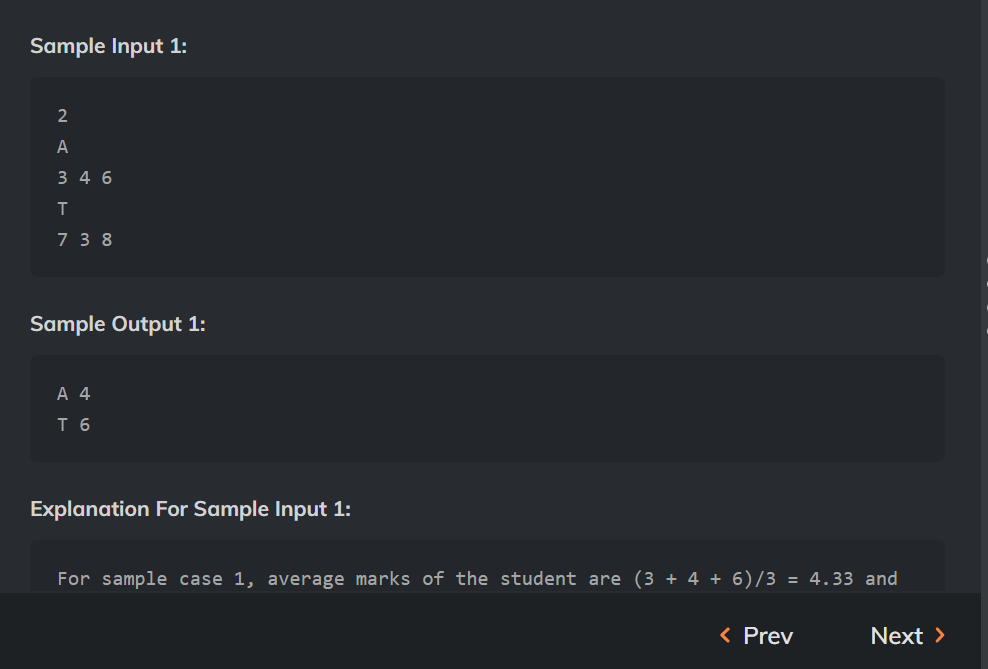 Sample Input 1:
2
A
3 4 6
T
7 3 8
Sample Output 1:
A 4
T 6
Explanation For Sample Input 1:
For sample case 1, average marks of the student are (3 + 4 + 6)/3 = 4.33 and
Prev Next